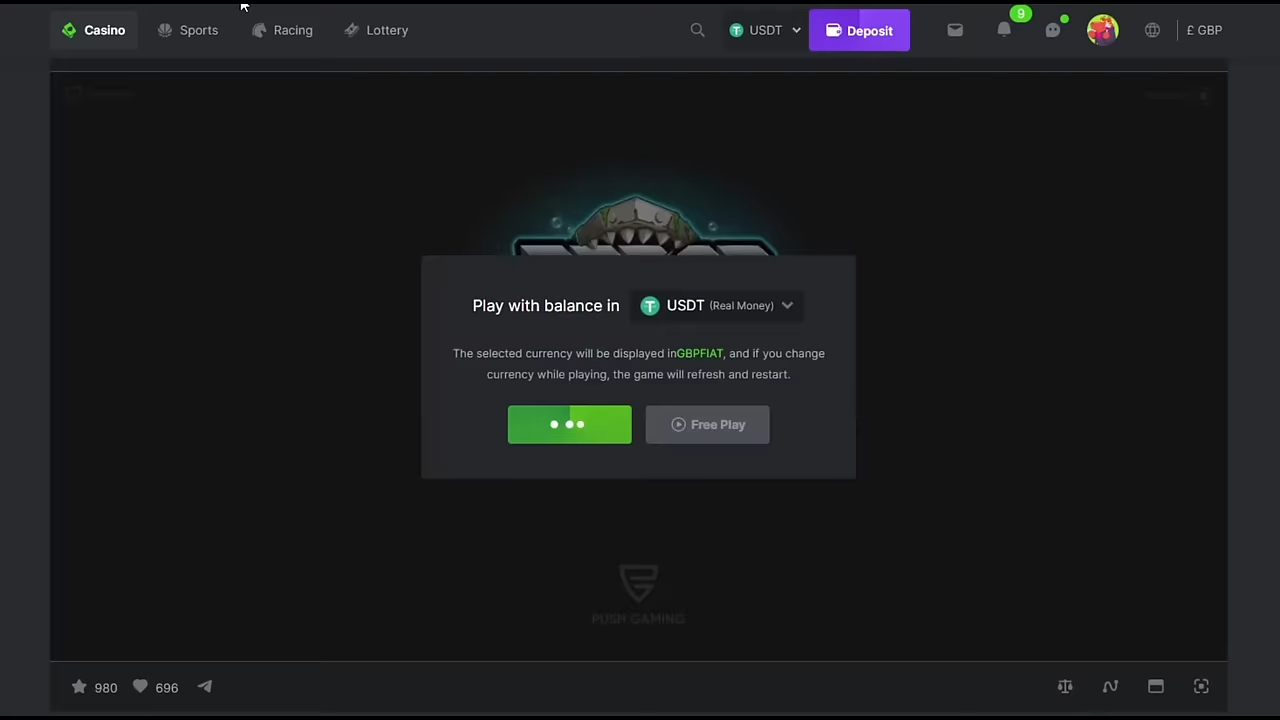 Casino
Sports
Racing
Lottery
USDT
Deposit
9
£ GBP
Play with balance in
USDT (Real Money)
The selected currency will be displayed inGBPFIAT, and if you change
currency while playing, the game will refresh and restart.
Free Play
PUSH GAMING
980
696